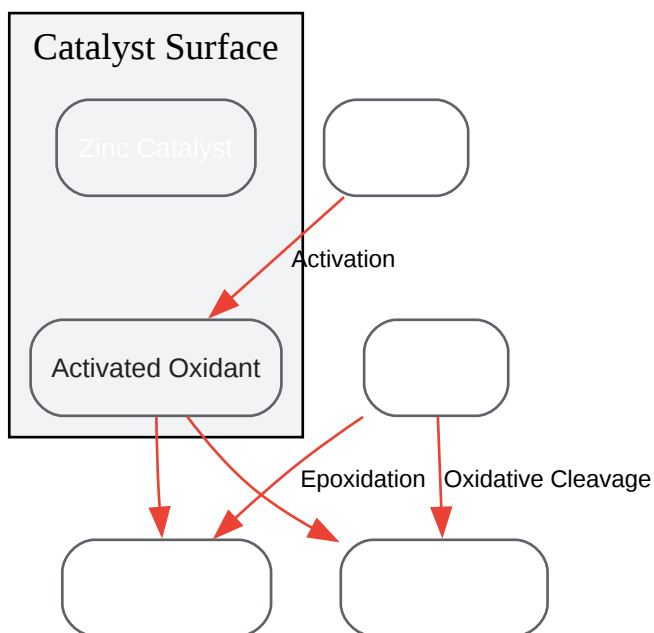 Catalyst Surface
Zinc Catalyst
Activation
Activated Oxidant
Epoxidation
Oxidative Cleavage